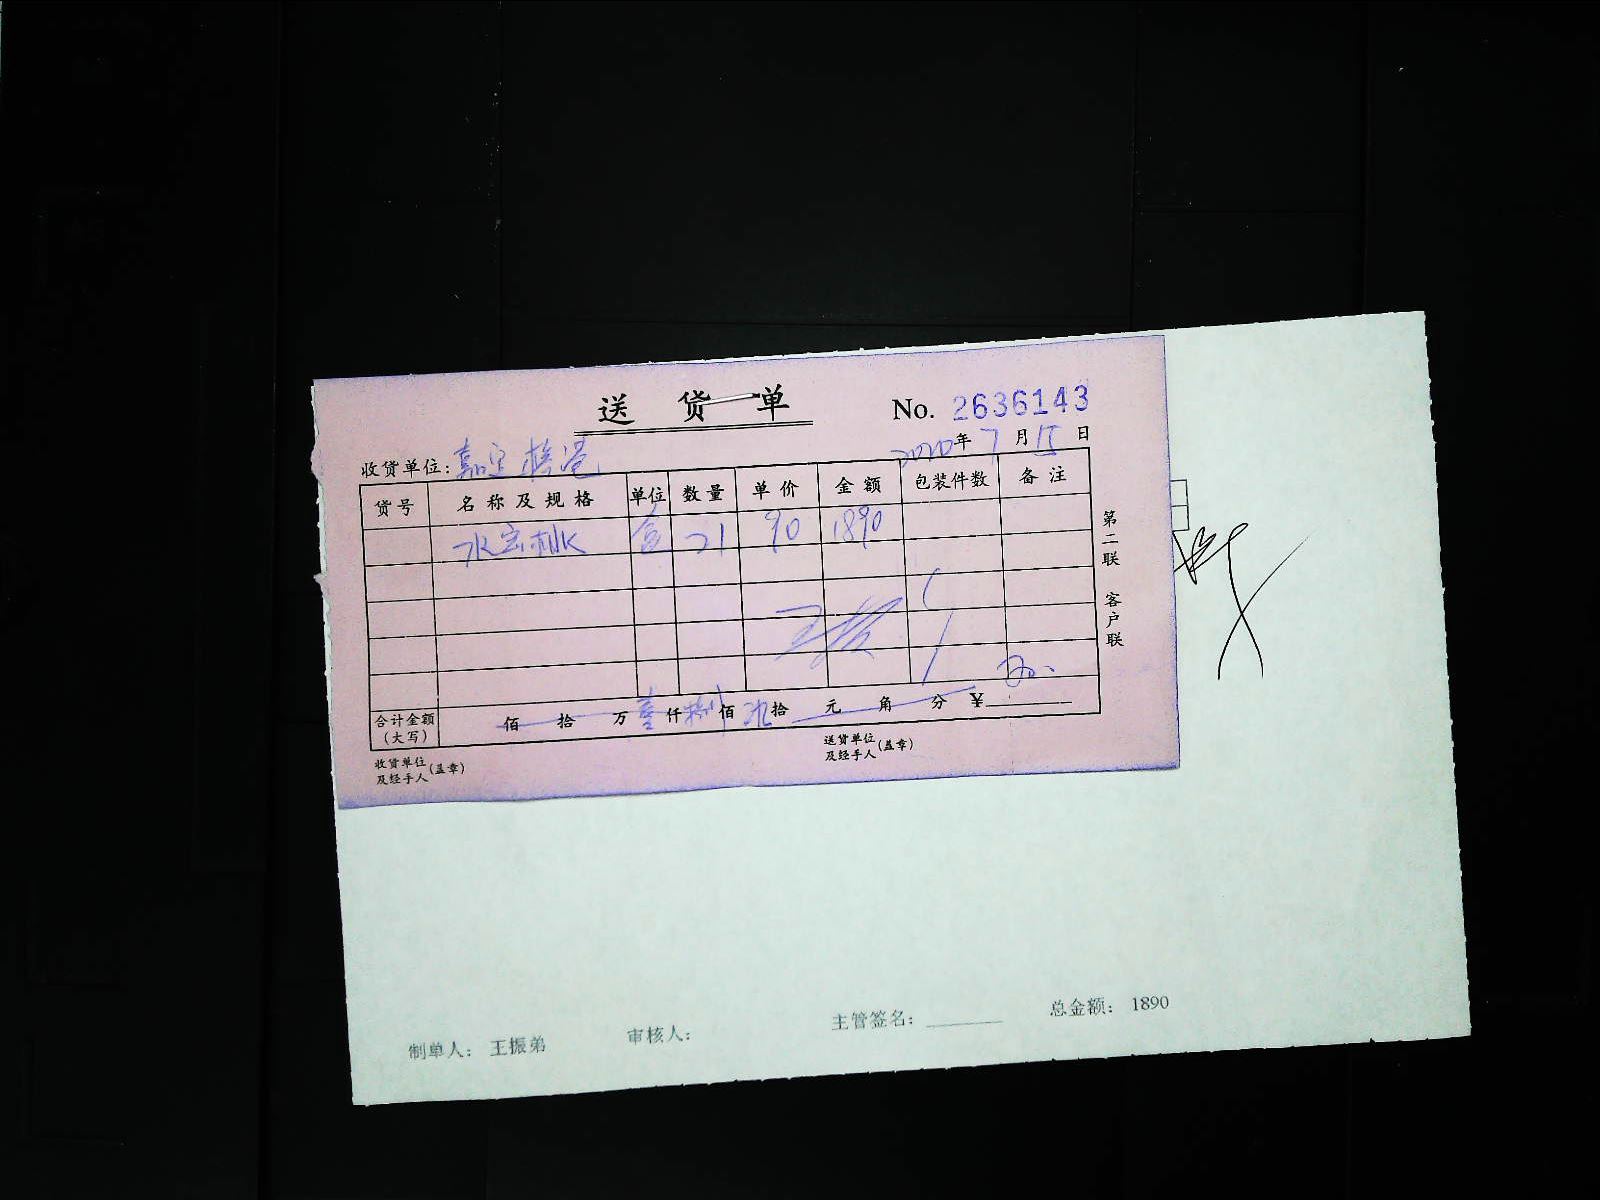 送货单
No. 2636143
2020年7月15日
收货单位：嘉定
货号 名称及规格 单位 数量 单价 金额 包装件数 备注
水蜜桃 盒 21 90 1890
第二联 客户联
合计金额（大写） 佰 拾 万 壹仟捌佰玖拾 元 角 分 ¥
收货单位及经手人（盖章）
送货单位及经手人（盖章）
制单人： 王振弟 审核人： 主管签名： 总金额： 1890